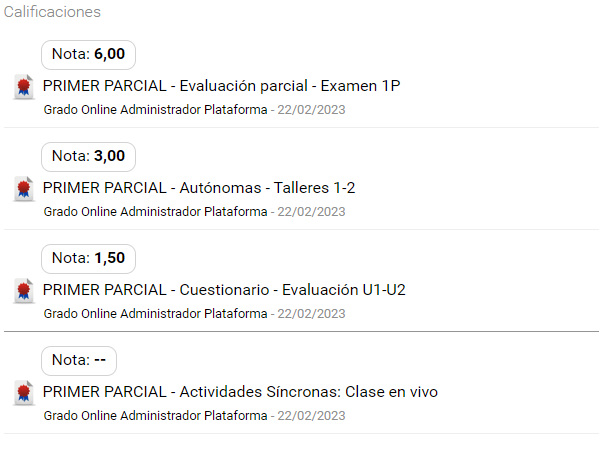 Calificaciones
Nota: 6,00
PRIMER PARCIAL - Evaluación parcial - Examen 1P
Grado Online Administrador Plataforma - 22/02/2023
Nota: 3,00
PRIMER PARCIAL - Autónomas - Talleres 1-2
Grado Online Administrador Plataforma - 22/02/2023
Nota: 1,50
PRIMER PARCIAL - Cuestionario - Evaluación U1-U2
Grado Online Administrador Plataforma - 22/02/2023
Nota: --
PRIMER PARCIAL - Actividades Síncronas: Clase en vivo
Grado Online Administrador Plataforma - 22/02/2023